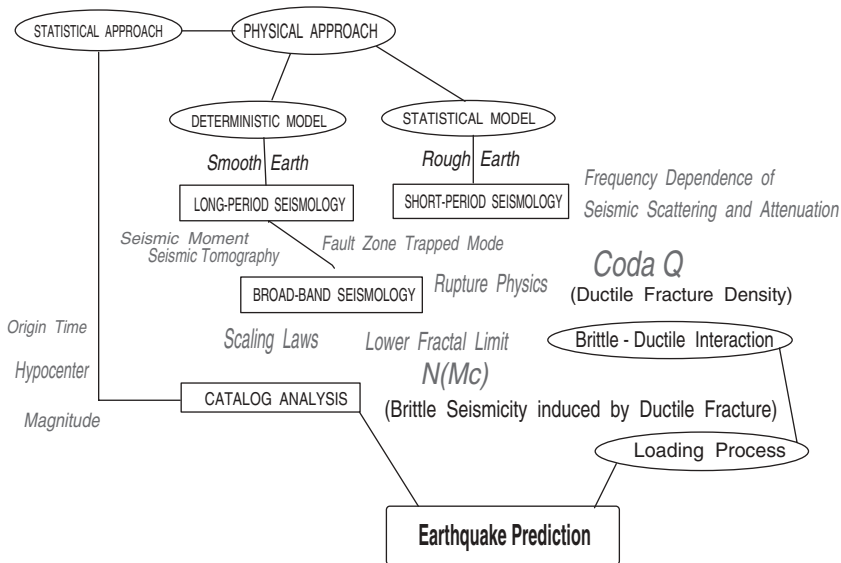 STATISTICAL APPROACH
PHYSICAL APPROACH
DETERMINISTIC MODEL
STATISTICAL MODEL
Smooth Earth
Rough Earth
LONG-PERIOD SEISMOLOGY
SHORT-PERIOD SEISMOLOGY
Frequency Dependence of
Seismic Scattering and Attenuation
Seismic Moment
Seismic Tomography
Fault Zone Trapped Mode
BROAD-BAND SEISMOLOGY
Rupture Physics
Coda Q
(Ductile Fracture Density)
Origin Time
Hypocenter
Magnitude
Scaling Laws
Lower Fractal Limit
Brittle - Ductile Interaction
N(Mc)
(Brittle Seismicity induced by Ductile Fracture)
CATALOG ANALYSIS
Loading Process
Earthquake Prediction